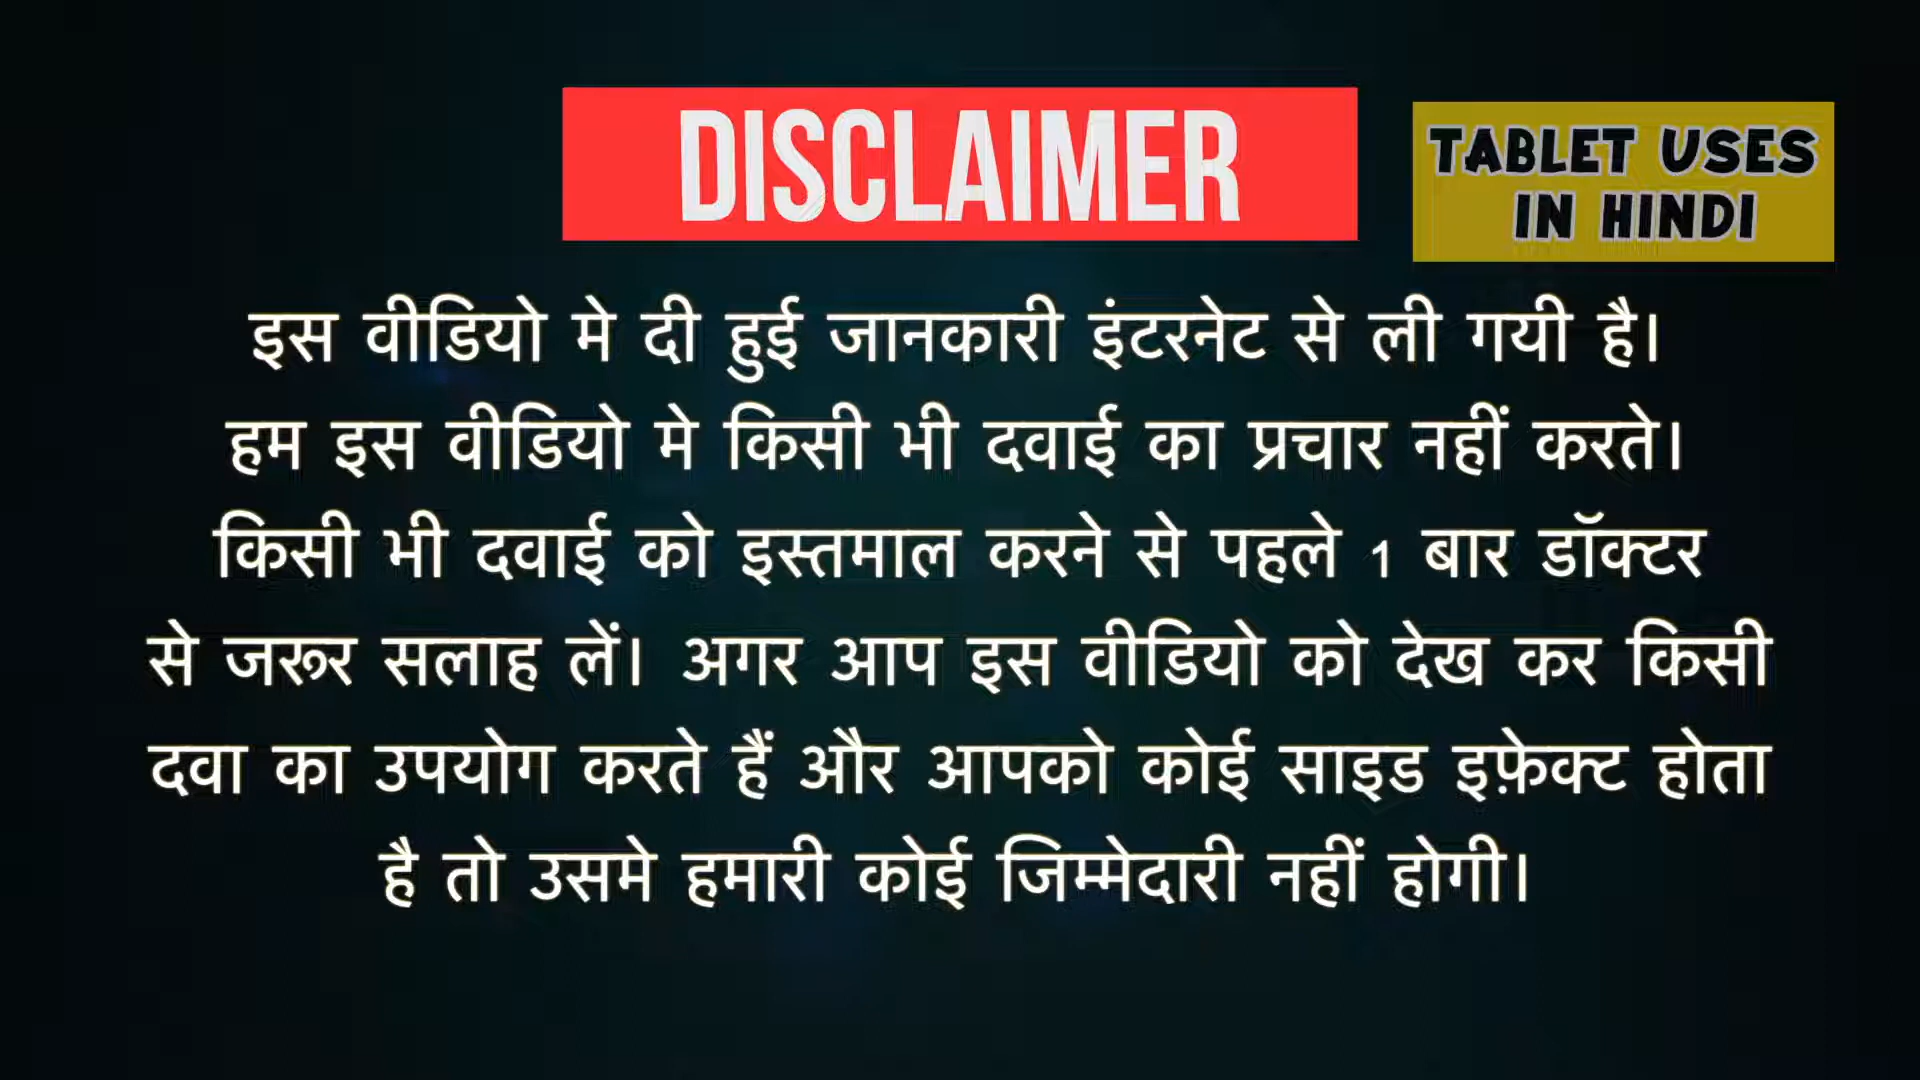 DISCLAIMER
TABLET USES
IN HINDI
इस वीडियो मे दी हुई जानकारी इंटरनेट से ली गयी है।
हम इस वीडियो मे किसी भी दवाई का प्रचार नहीं करते।
किसी भी दवाई को इस्तमाल करने से पहले 1 बार डॉक्टर
से जरूर सलाह लें। अगर आप इस वीडियो को देख कर किसी
दवा का उपयोग करते हैं और आपको कोई साइड इफ़ेक्ट होता
है तो उसमे हमारी कोई जिम्मेदारी नहीं होगी।